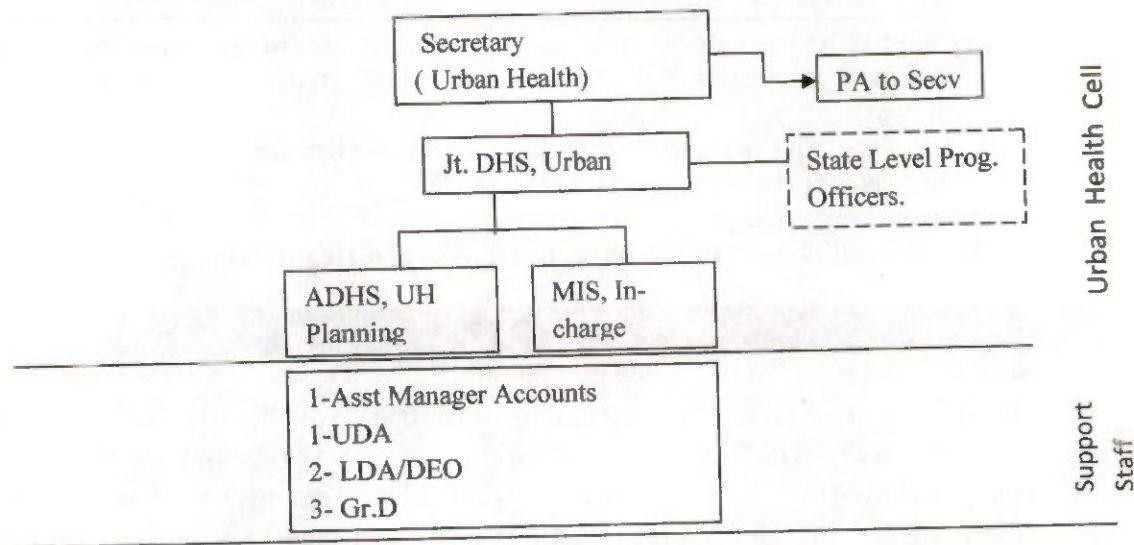 Secretary
( Urban Health)
PA to Secv
Jt. DHS, Urban
State Level Prog.
Officers.
ADHS, UH
Planning
MIS, In-
charge
Urban Health Cell
1-Asst Manager Accounts
1-UDA
2- LDA/DEO
3- Gr.D
Support
Staff